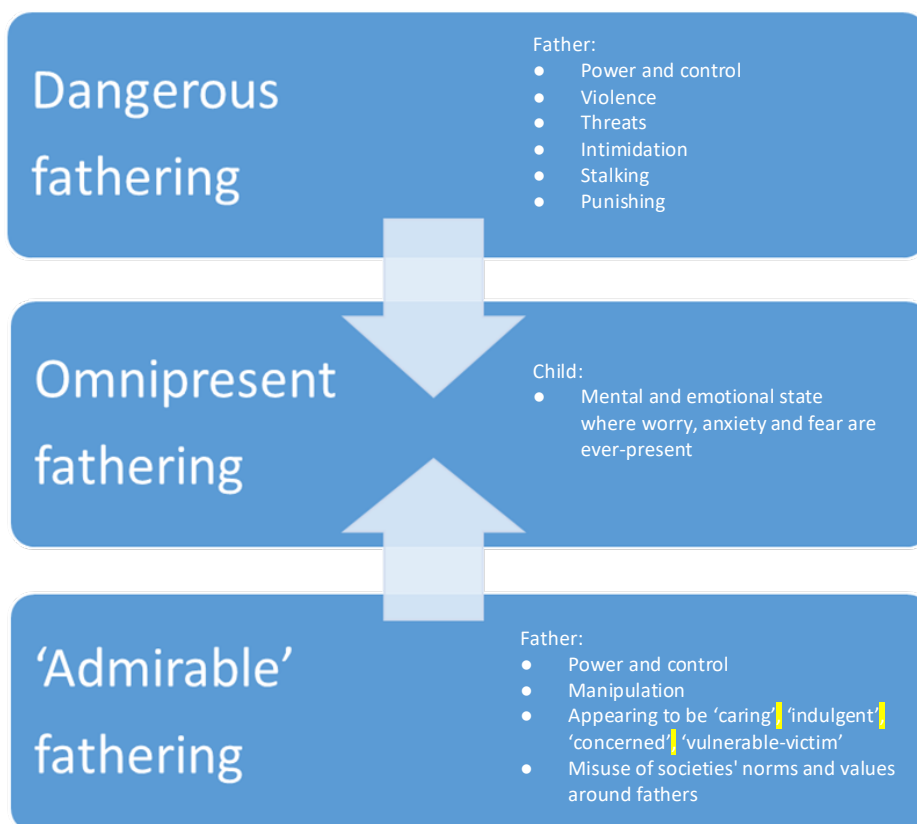 Dangerous
fathering
Father:
● Power and control
● Violence
● Threats
● Intimidation
● Stalking
● Punishing
Omnipresent
fathering
Child:
● Mental and emotional state
where worry, anxiety and fear are
ever-present
‘Admirable’
fathering
Father:
● Power and control
● Manipulation
● Appearing to be ‘caring’, ‘indulgent’,
‘concerned’, ‘vulnerable-victim’
● Misuse of societies' norms and values
around fathers